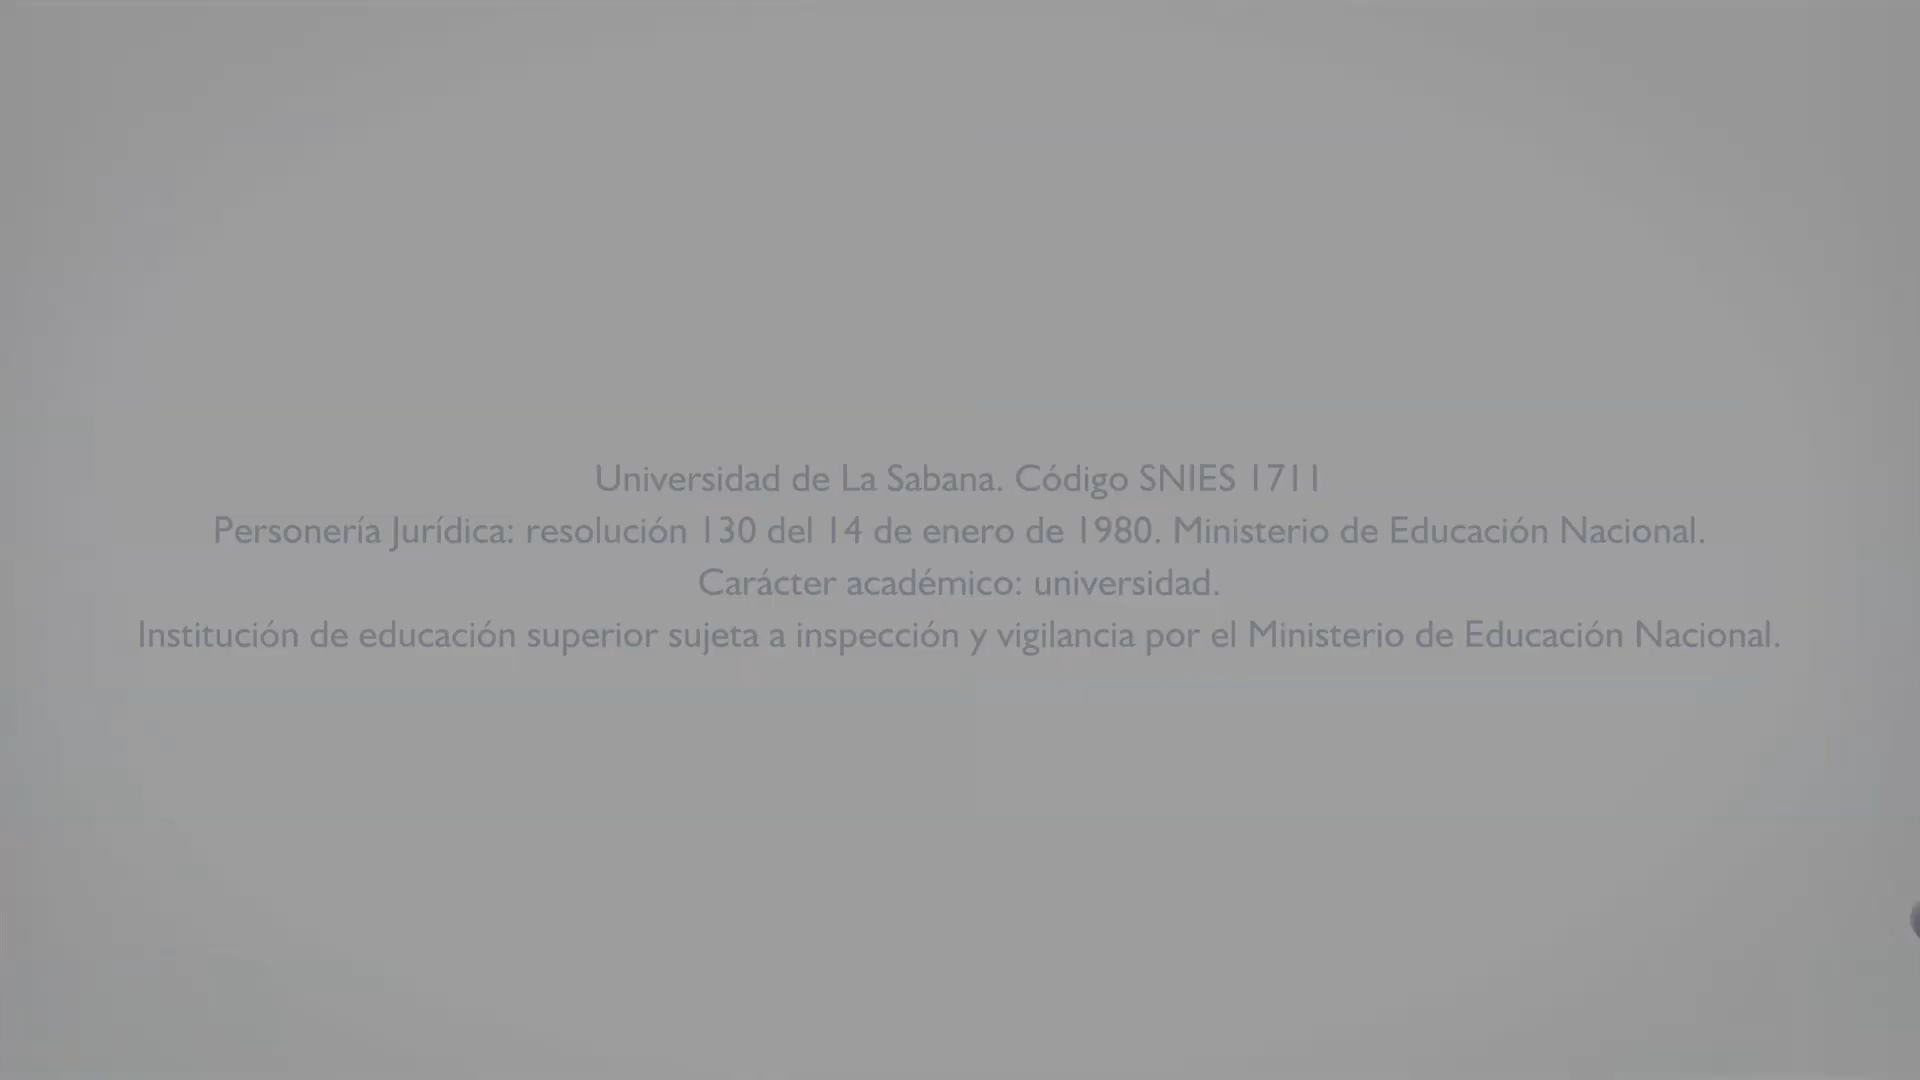 Universidad de La Sabana. Código SNIES 1711
Personería Jurídica: resolución 130 del 14 de enero de 1980. Ministerio de Educación Nacional.
Carácter académico: universidad.
Institución de educación superior sujeta a inspección y vigilancia por el Ministerio de Educación Nacional.